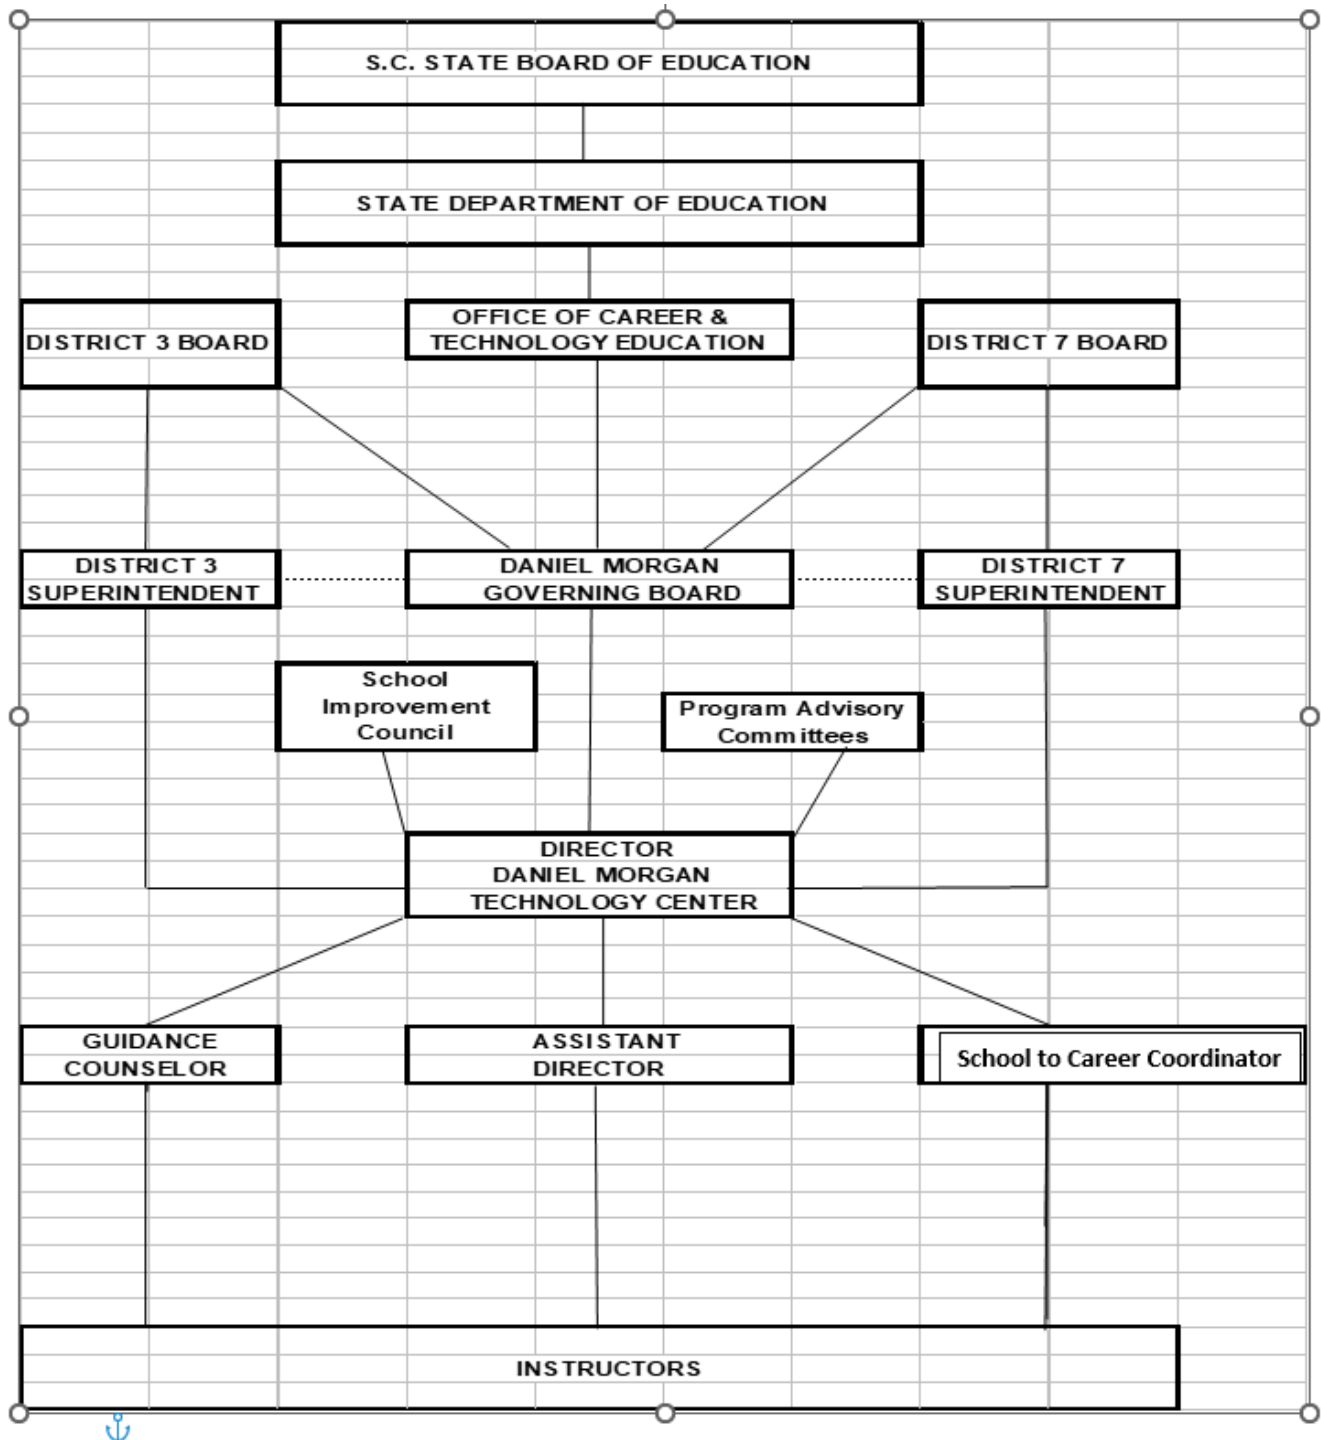 S.C. STATE BOARD OF EDUCATION
STATE DEPARTMENT OF EDUCATION
DISTRICT 3 BOARD
OFFICE OF CAREER &
TECHNOLOGY EDUCATION
DISTRICT 7 BOARD
DISTRICT 3
SUPERINTENDENT
DANIEL MORGAN
GOVERNING BOARD
DISTRICT 7
SUPERINTENDENT
School
Improvement
Council
Program Advisory
Committees
DIRECTOR
DANIEL MORGAN
TECHNOLOGY CENTER
GUIDANCE
COUNSELOR
ASSISTANT
DIRECTOR
School to Career Coordinator
INSTRUCTORS